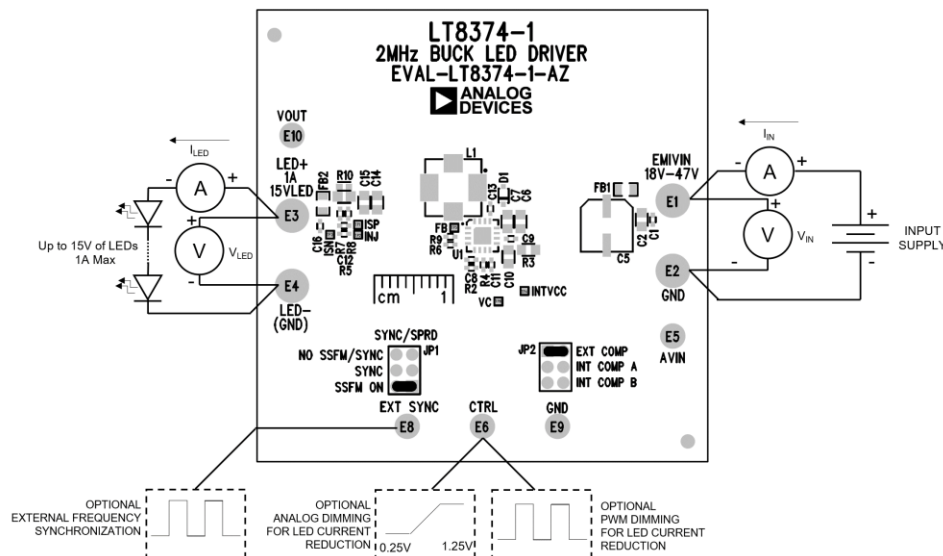 LT8374-1
2MHz BUCK LED DRIVER
EVAL-LT8374-1-AZ
ANALOG
DEVICES
VOUT
E10
LED+
1A
15VLED
E3
E4
LED-
(GND)
I LED
A
- +
+
V
-
V LED
Up to 15V of LEDs
1A Max
FB2
R10
C15
C14
C16
ISN
R7
R8
ISP
INJ
C12
R5
L1
C13
D1
C7
C6
FB
R9
R6
U1
C9
R3
C8
R2
R4
C11
C10
VC
INTVCC
cm 1
FB1
C5
C2
C1
EMIVIN
18V-47V
E1
E2
GND
E5
AVIN
I IN
A
- +
+
V
-
V IN
+
-
INPUT
SUPPLY
SYNC/SPRD
JP1
NO SSFM/SYNC
SYNC
SSFM ON
JP2
EXT COMP
INT COMP A
INT COMP B
EXT SYNC
E8
CTRL
E6
GND
E9
OPTIONAL
EXTERNAL FREQUENCY
SYNCHRONIZATION
OPTIONAL
ANALOG DIMMING
FOR LED CURRENT
REDUCTION
0.25V 1.25V
OPTIONAL
PWM DIMMING
FOR LED CURRENT
REDUCTION